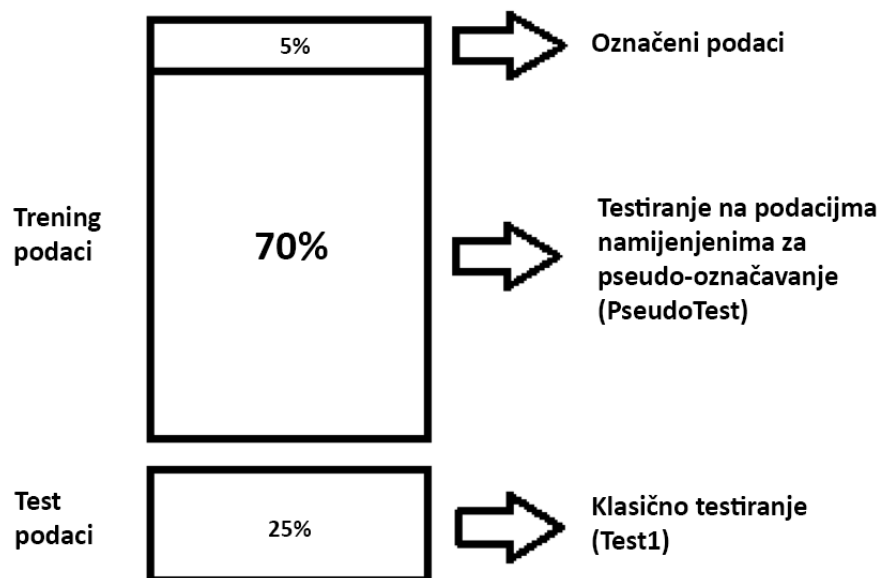 5%
Označeni podaci
Trening
podaci
70%
Testiranje na podacijma
namijenjenima za
pseudo-označavanje
(PseudoTest)
Test
podaci
25%
Klasično testiranje
(Test1)